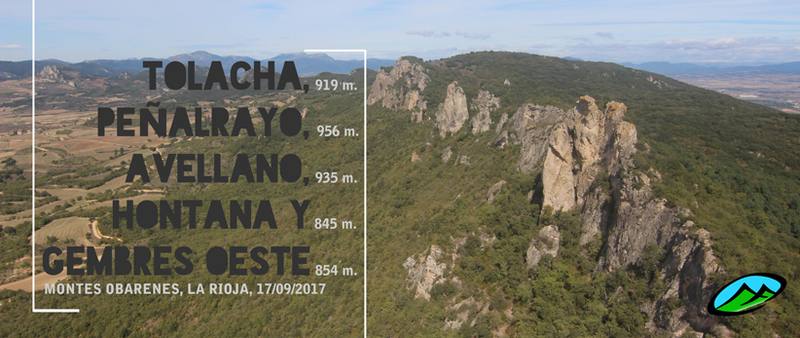 TOLACHA, 919 m.
PEÑALRAYO, 956 m.
AVELLANO, 935 m.
HONTANA Y 845 m.
GEMBRES OESTE 854 m.
MONTES OBARENES, LA RIOJA, 17/09/2017